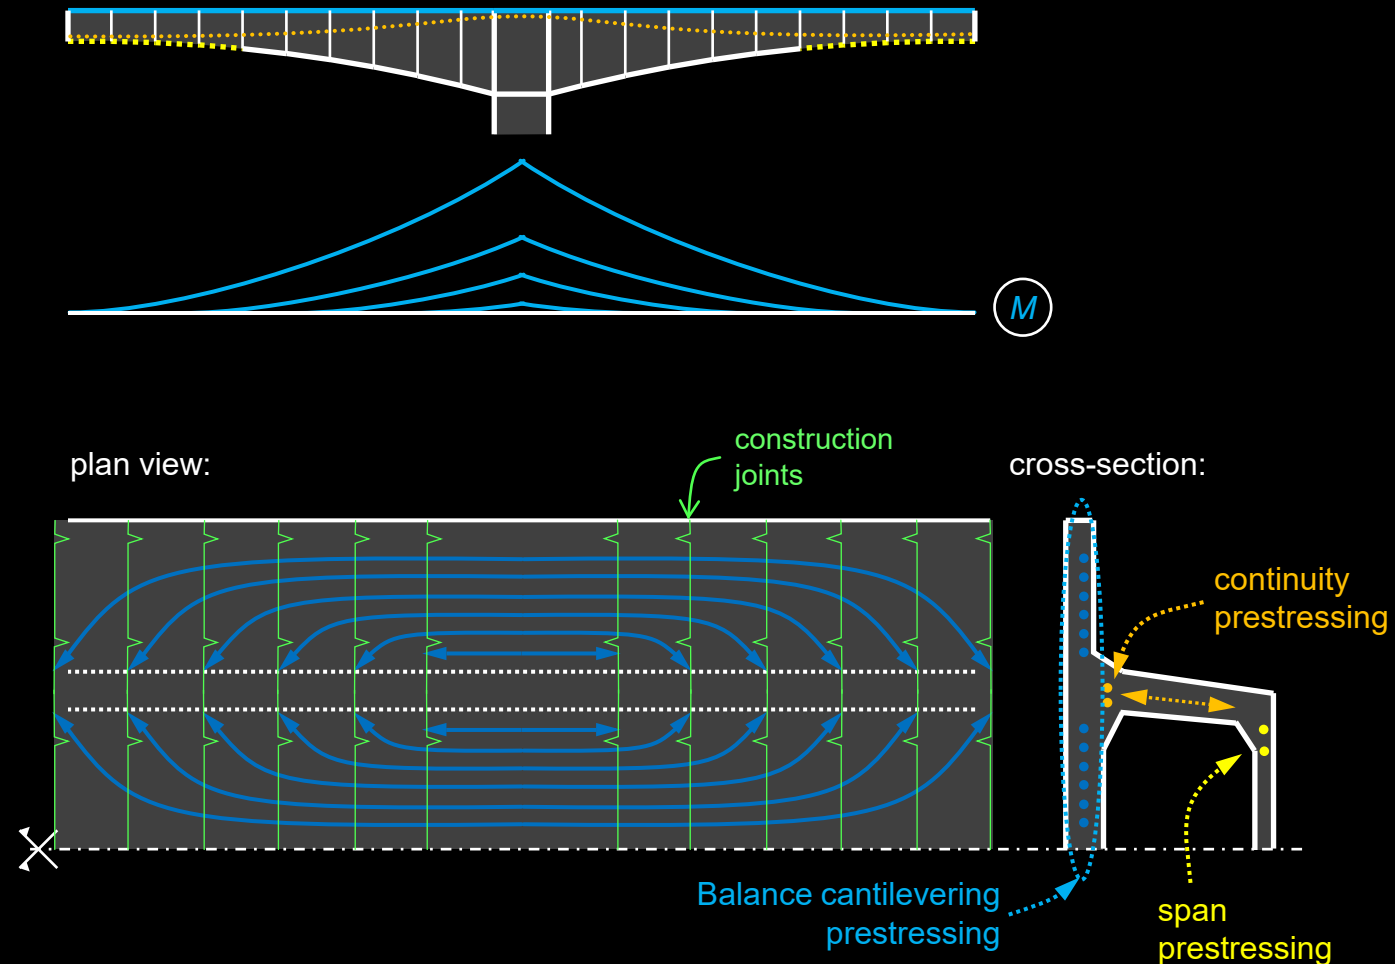 M
construction
joints
plan view:
cross-section:
continuity
prestressing
Balance cantilevering
prestressing
span
prestressing